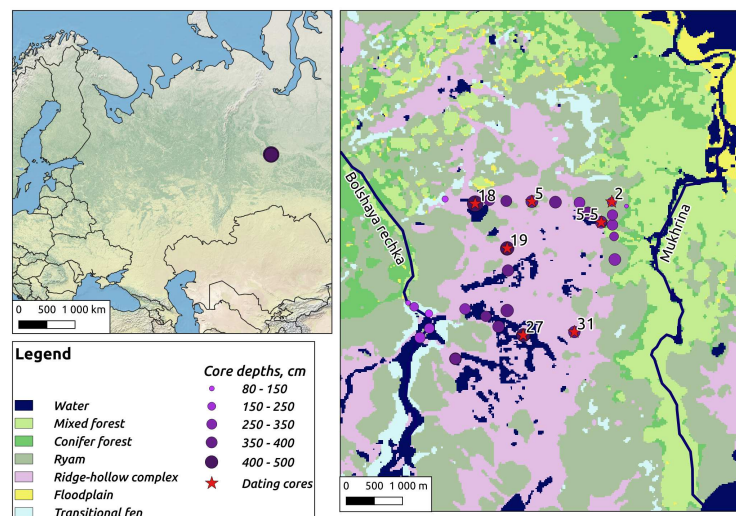 0 500 1 000 km
Legend
Water
Mixed forest
Conifer forest
Ryam
Ridge-hollow complex
Floodplain
Transitional fen
Core depths, cm
80 - 150
150 - 250
250 - 350
350 - 400
400 - 500
Dating cores
Bolshaya rechka
Mukhrina
18
5
2
5-5
19
27
31
0 500 1 000 m